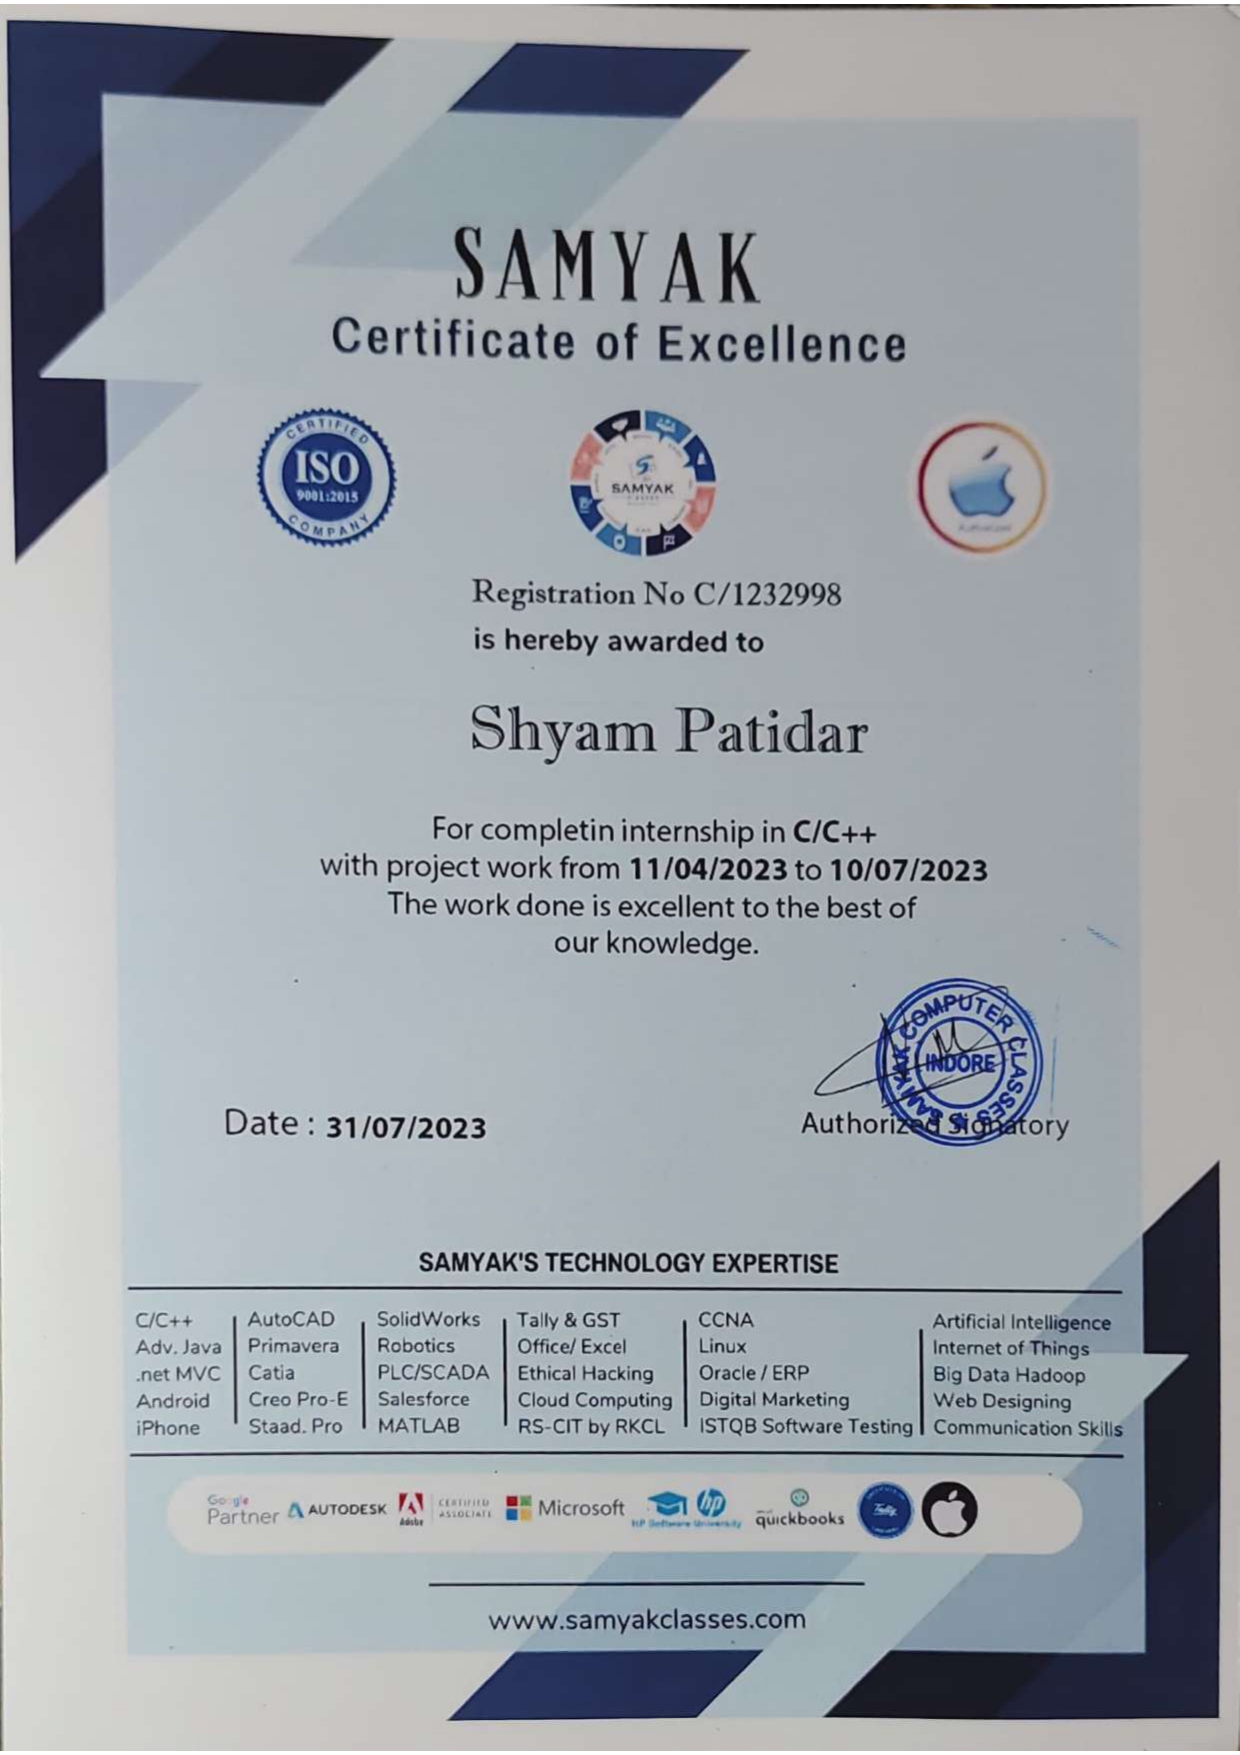 SAMYAK
Certificate of Excellence
CERTIFIED
ISO
9001:2015
COMPANY
SAMYAK
Authorized
Registration No C/1232998
is hereby awarded to
Shyam Patidar
For completin internship in C/C++
with project work from 11/04/2023 to 10/07/2023
The work done is excellent to the best of
our knowledge.
SAMYAK COMPUTER CLASSES
INDORE
Date : 31/07/2023
Authorized Signatory
SAMYAK'S TECHNOLOGY EXPERTISE
C/C++ AutoCAD SolidWorks Tally & GST CCNA Artificial Intelligence
Adv. Java Primavera Robotics Office/ Excel Linux Internet of Things
.net MVC Catia PLC/SCADA Ethical Hacking Oracle / ERP Big Data Hadoop
Android Creo Pro-E Salesforce Cloud Computing Digital Marketing Web Designing
iPhone Staad. Pro MATLAB RS-CIT by RKCL ISTQB Software Testing Communication Skills
Google Partner AUTODESK Adobe CERTIFIED ASSOCIATE Microsoft hp HP Software University quickbooks Tally
www.samyakclasses.com